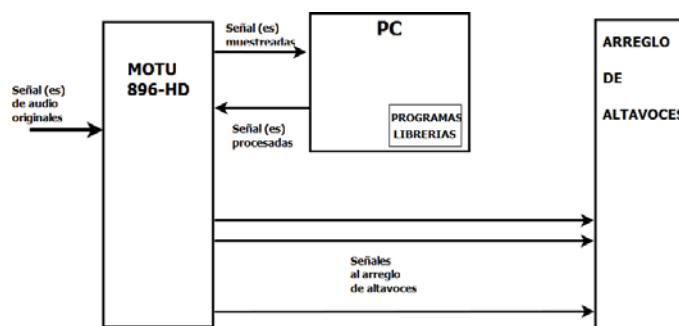 Señal (es)
de audio
originales
MOTU
896-HD
Señal (es)
muestreadas
Señal (es)
procesadas
PC
PROGRAMAS
LIBRERIAS
Señales
al arreglo
de altavoces
ARREGLO
DE
ALTAVOCES